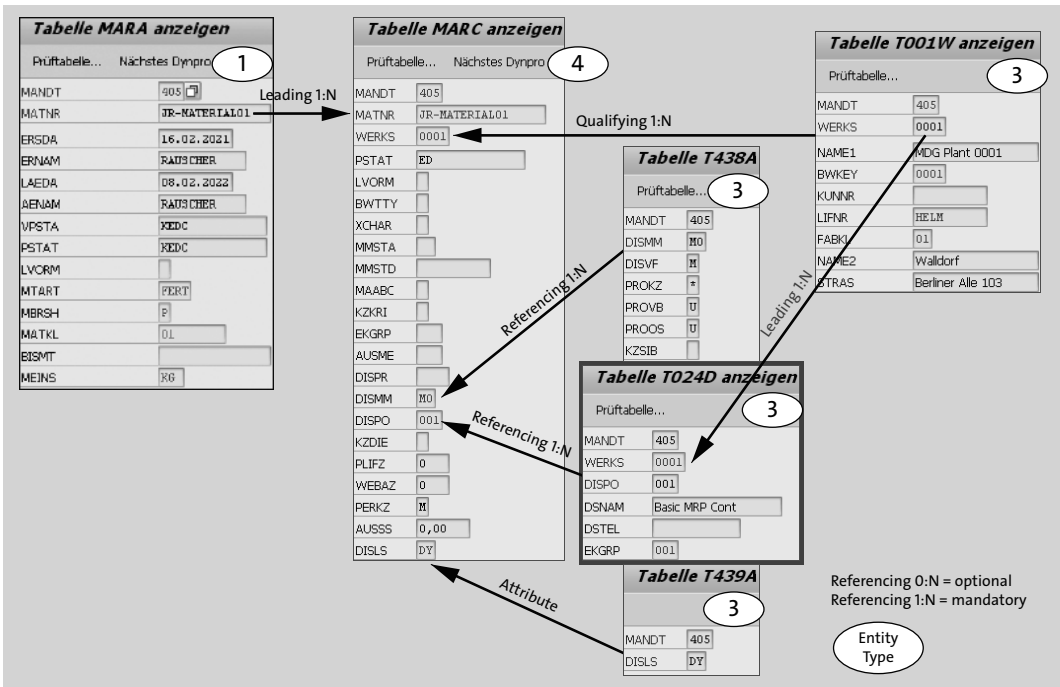 Tabelle MARA anzeigen
Prüftabelle... Nächstes Dynpro
1
MANDT 405
MATNR JR-MATERIAL01
ERSDA 16.02.2021
ERNAM RAUSCHER
LAEDA 08.02.2022
AENAM RAUSCHER
VPSTA KEDC
PSTAT KEDC
LVORM
MTART FERT
MBRSH P
MATKL 01
BISMT
MEINS KG
Leading 1:N
Tabelle MARC anzeigen
Prüftabelle... Nächstes Dynpro
4
MANDT 405
MATNR JR-MATERIAL01
WERKS 0001
PSTAT ED
LVORM
BWTTY
XCHAR
MMSTA
MMSTD
MAABC
KZKRI
EKGRP
AUSME
DISPR
DISMM M0
DISPO 001
KZDIE
PLIFZ 0
WEBAZ 0
PERKZ M
AUSSS 0,00
DISLS DY
Qualifying 1:N
Referencing 1:N
Referencing 1:N
Attribute
Tabelle T438A
Prüftabelle...
3
MANDT 405
DISMM M0
DISVF M
PROKZ *
PROVB U
PROOS U
KZSIB
Tabelle T024D anzeigen
Prüftabelle...
3
MANDT 405
WERKS 0001
DISPO 001
DSNAM Basic MRP Cont
DSTEL
EKGRP 001
Tabelle T439A
3
MANDT 405
DISLS DY
Tabelle T001W anzeigen
Prüftabelle...
3
MANDT 405
WERKS 0001
NAME1 MDG Plant 0001
BWKEY 0001
KUNNR
LIFNR HELM
FABKL 01
NAME2 Walldorf
STRAS Berliner Alle 103
Leading 1:N
Referencing 0:N = optional
Referencing 1:N = mandatory
Entity
Type